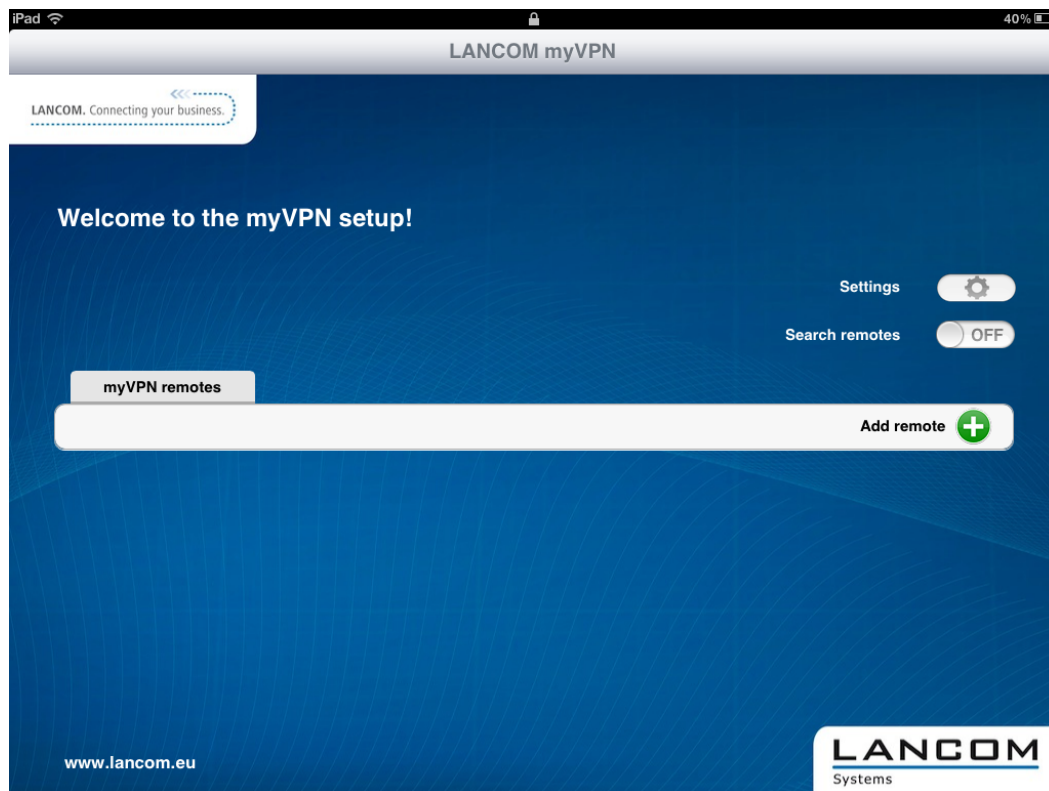 iPad 40%
LANCOM myVPN
LANCOM. Connecting your business.
Welcome to the myVPN setup!
Settings
Search remotes OFF
myVPN remotes
Add remote
www.lancom.eu
LANCOM
Systems